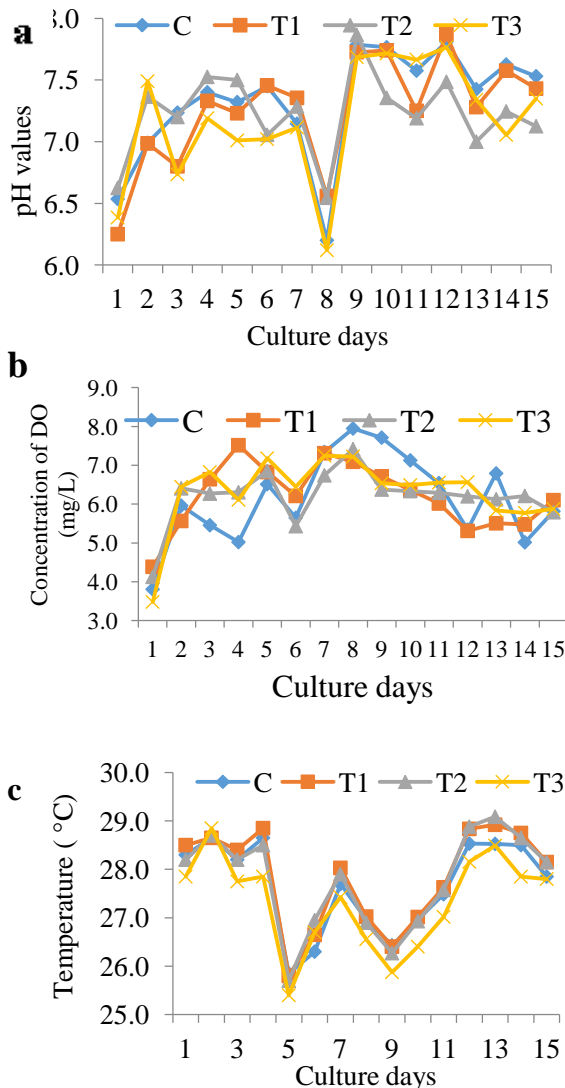 a
8.0
C T1 T2 T3
7.5
7.0
6.5
6.0
pH values
1 2 3 4 5 6 7 8 9 10 11 12 13 14 15
Culture days
b
9.0
C T1 T2 T3
8.0
7.0
6.0
5.0
4.0
3.0
Concentration of DO
(mg/L)
1 2 3 4 5 6 7 8 9 10 11 12 13 14 15
Culture days
c
30.0
C T1 T2 T3
29.0
28.0
27.0
26.0
25.0
Temperature ( °C)
1 3 5 7 9 11 13 15
Culture days